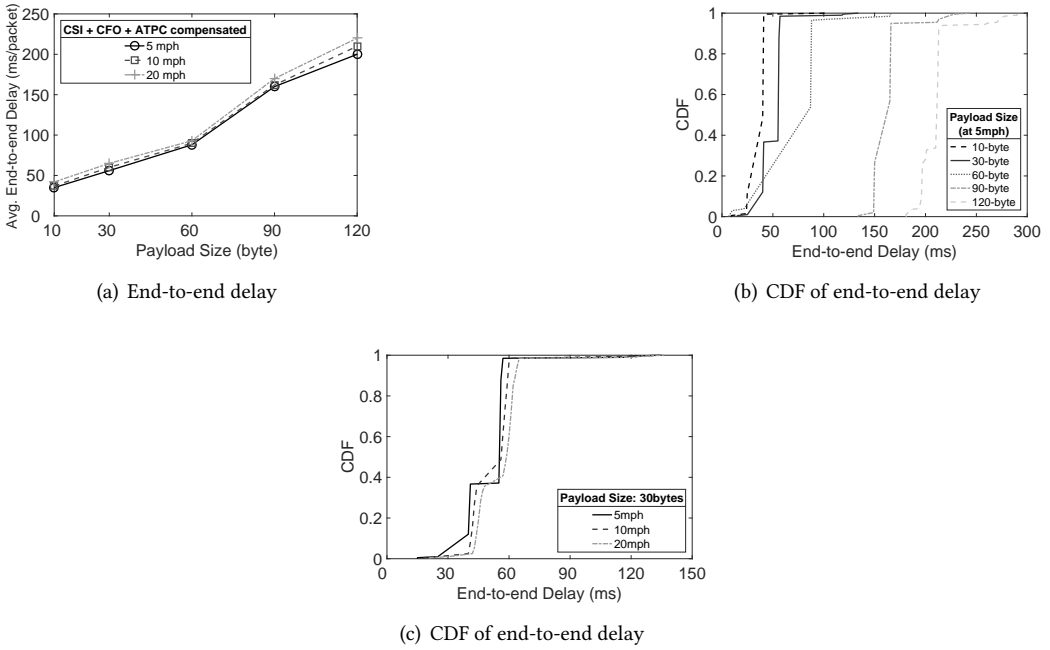 Avg. End-to-end Delay (ms/packet)
250
200
150
100
50
0
CSI + CFO + ATPC compensated
5 mph
10 mph
20 mph
10
30
60
90
120
Payload Size (byte)
(a) End-to-end delay
CDF
1
0.8
0.6
0.4
0.2
0
Payload Size
(at 5mph)
10-byte
30-byte
60-byte
90-byte
120-byte
0
50
100
150
200
250
300
End-to-end Delay (ms)
(b) CDF of end-to-end delay
CDF
1
0.8
0.6
0.4
0.2
0
Payload Size: 30bytes
5mph
10mph
20mph
0
30
60
90
120
150
End-to-end Delay (ms)
(c) CDF of end-to-end delay